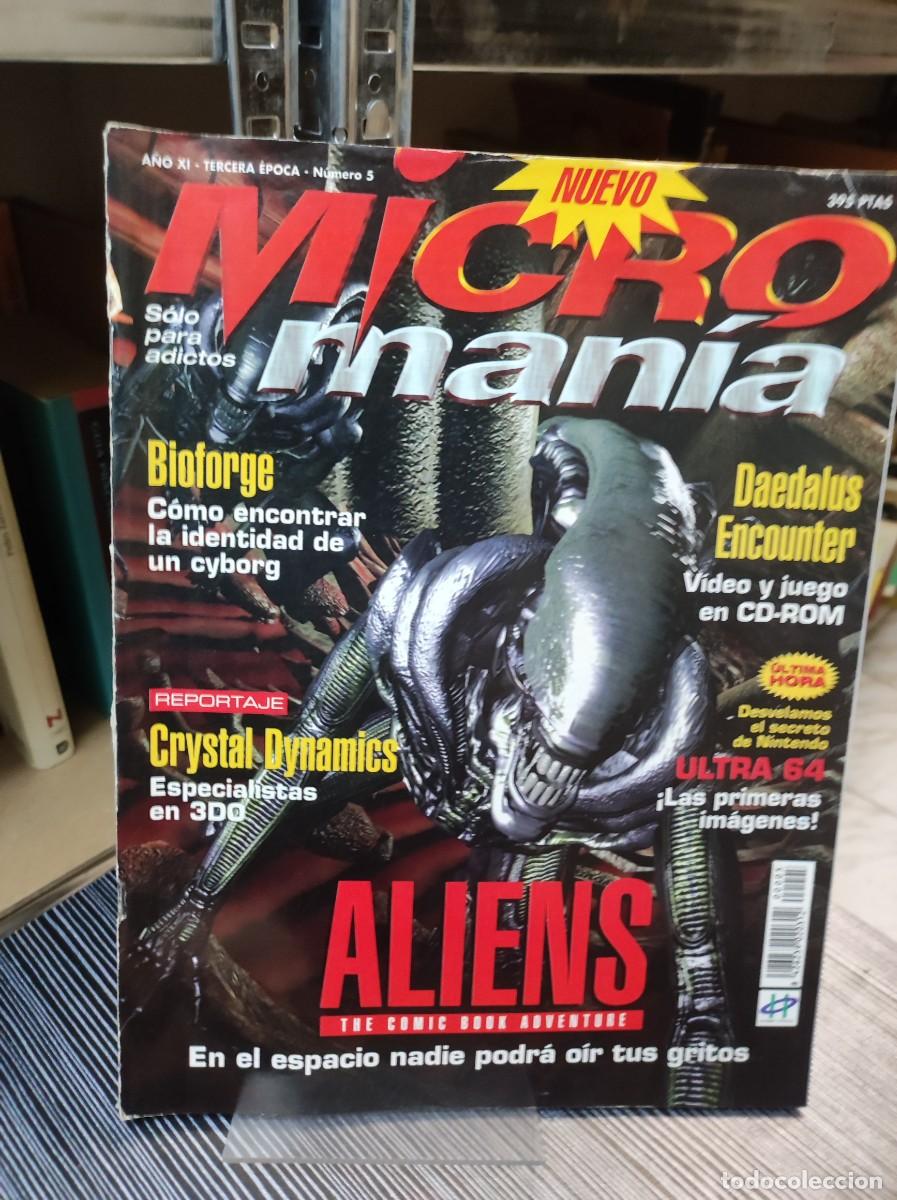 AÑO XI - TERCERA ÉPOCA - Número 5
NUEVO
395 PTAS
MicRO
manía
Sólo
para
adictos
Bioforge
Cómo encontrar
la identidad de
un cyborg
Daedalus
Encounter
Vídeo y juego
en CD-ROM
ÚLTIMA
HORA
Desvelamos
el secreto
de Nintendo
ULTRA 64
¡Las primeras
imágenes!
REPORTAJE
Crystal Dynamics
Especialistas
en 3DO
00005
ALIENS
THE COMIC BOOK ADVENTURE
En el espacio nadie podrá oír tus gritos
todocoleccion